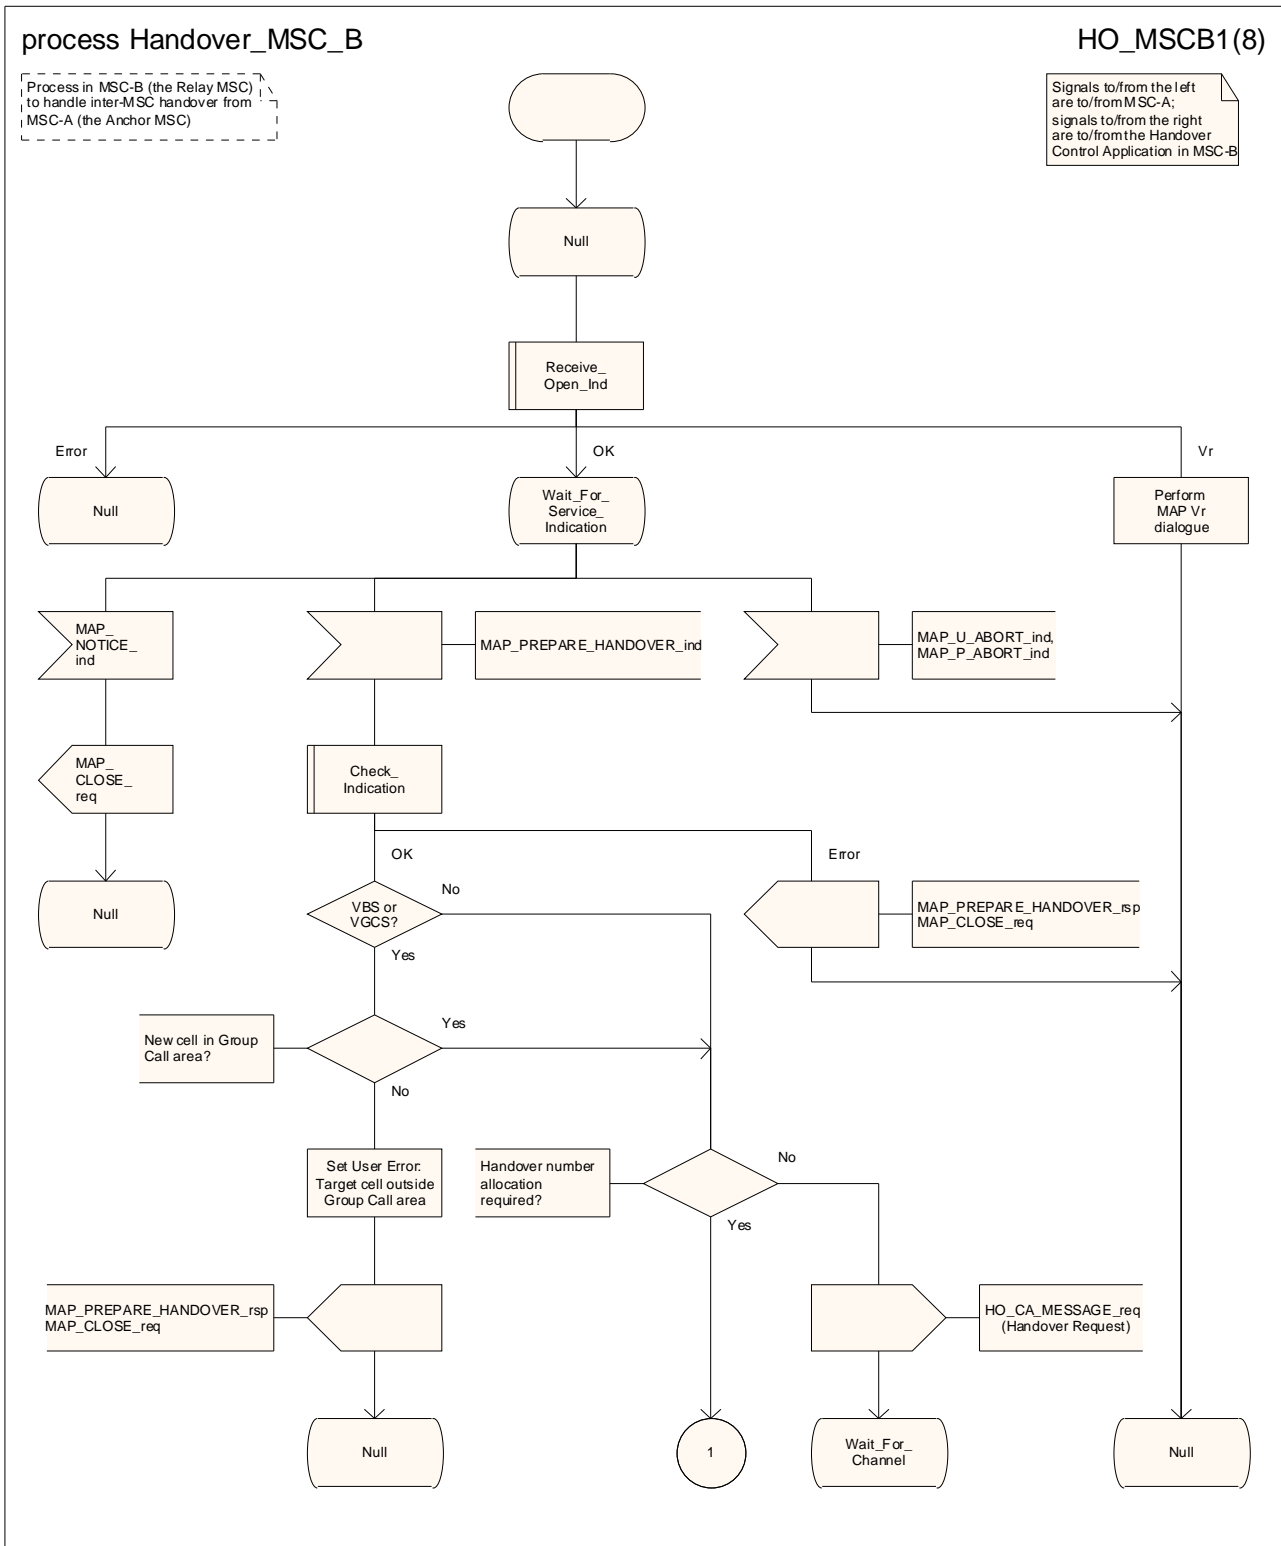 process Handover_MSC_B
HO_MSCB1(8)
Process in MSC-B (the Relay MSC)
to handle inter-MSC handover from
MSC-A (the Anchor MSC)
Signals to/from the left
are to/from MSC-A;
signals to/from the right
are to/from the Handover
Control Application in MSC-B
Null
Receive_
Open_Ind
Error
OK
Vr
Null
Wait_For_
Service_
Indication
Perform
MAP Vr
dialogue
MAP_
NOTICE_
ind
MAP_PREPARE_HANDOVER_ind
MAP_U_ABORT_ind,
MAP_P_ABORT_ind
MAP_
CLOSE_
req
Check_
Indication
OK
Error
Null
VBS or
VGCS?
No
Yes
MAP_PREPARE_HANDOVER_rsp
MAP_CLOSE_req
New cell in Group
Call area?
Yes
No
Set User Error:
Target cell outside
Group Call area
Handover number
allocation
required?
No
Yes
MAP_PREPARE_HANDOVER_rsp
MAP_CLOSE_req
HO_CA_MESSAGE_req
(Handover Request)
Null
1
Wait_For_
Channel
Null